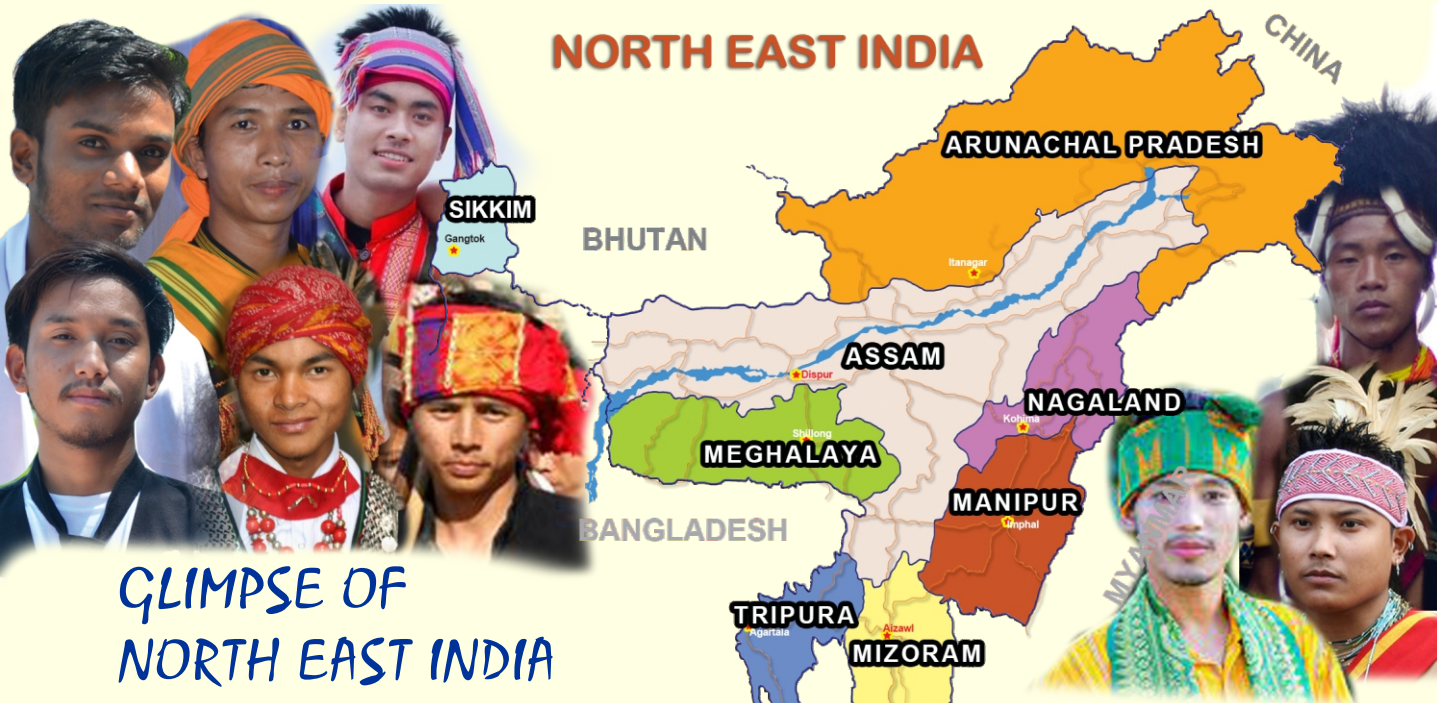 NORTH EAST INDIA
CHINA
ARUNACHAL PRADESH
SIKKIM
Gangtok
BHUTAN
Itanagar
ASSAM
Dispur
NAGALAND
Kohima
Shillong
MEGHALAYA
MANIPUR
Imphal
BANGLADESH
MYANMAR
TRIPURA
Agartala
Aizawl
MIZORAM
GLIMPSE OF
NORTH EAST INDIA